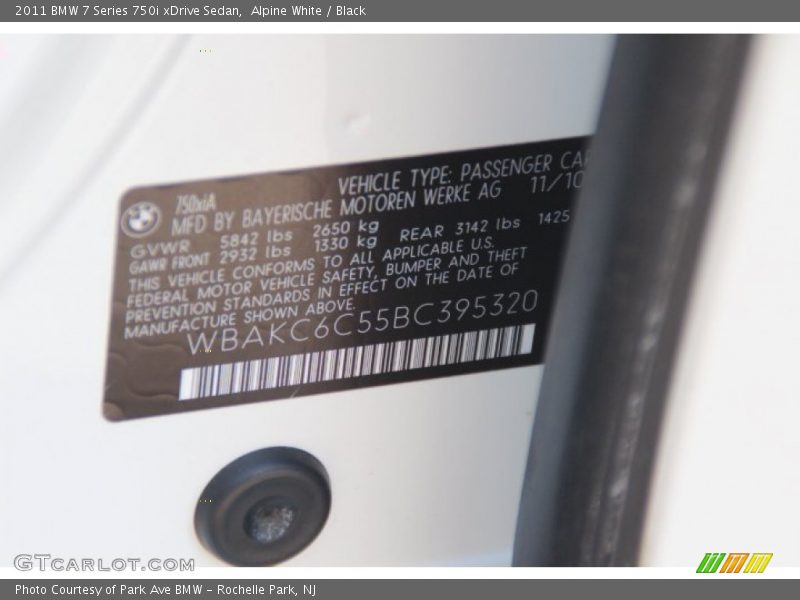 2011 BMW 7 Series 750i xDrive Sedan,  Alpine White / Black
750xiA
VEHICLE TYPE: PASSENGER CA
MFD BY BAYERISCHE MOTOREN WERKE AG 11/10
GVWR 5842 lbs 2650 kg
GAWR FRONT 2932 lbs 1330 kg REAR 3142 lbs 1425
THIS VEHICLE CONFORMS TO ALL APPLICABLE U.S.
FEDERAL MOTOR VEHICLE SAFETY, BUMPER AND THEFT
PREVENTION STANDARDS IN EFFECT ON THE DATE OF
MANUFACTURE SHOWN ABOVE.
WBAKC6C55BC395320
GTCARLOT.COM
Photo Courtesy of Park Ave BMW - Rochelle Park, NJ